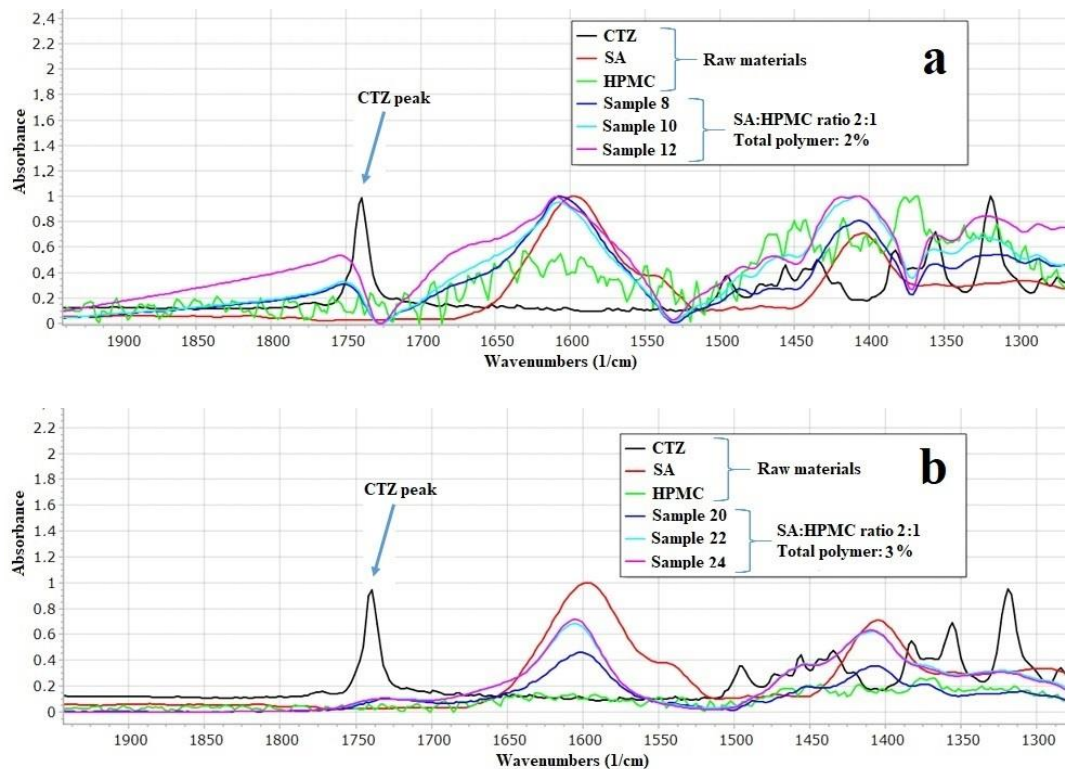 2.4
2.2
2.
1.8
1.6
1.4
1.2
1
0.8
0.6
0.4
0.2
0
Absorbance
CTZ peak
CTZ
SA
HPMC
Raw materials
Sample 8
Sample 10
Sample 12
SA:HPMC ratio 2:1
Total polymer: 2%
a
1900 1850 1800 1750 1700 1650 1600 1550 1500 1450 1400 1350 1300
Wavenumbers (1/cm)
2.2
2
1.8
1.6
1.4
1.2
1
0.8
0.6
0.4
0.2
0
Absorbance
CTZ peak
CTZ
SA
HPMC
Raw materials
Sample 20
Sample 22
Sample 24
SA:HPMC ratio 2:1
Total polymer: 3 %
b
1900 1850 1800 1750 1700 1650 1600 1550 1500 1450 1400 1350 1300
Wavenumbers (1/cm)